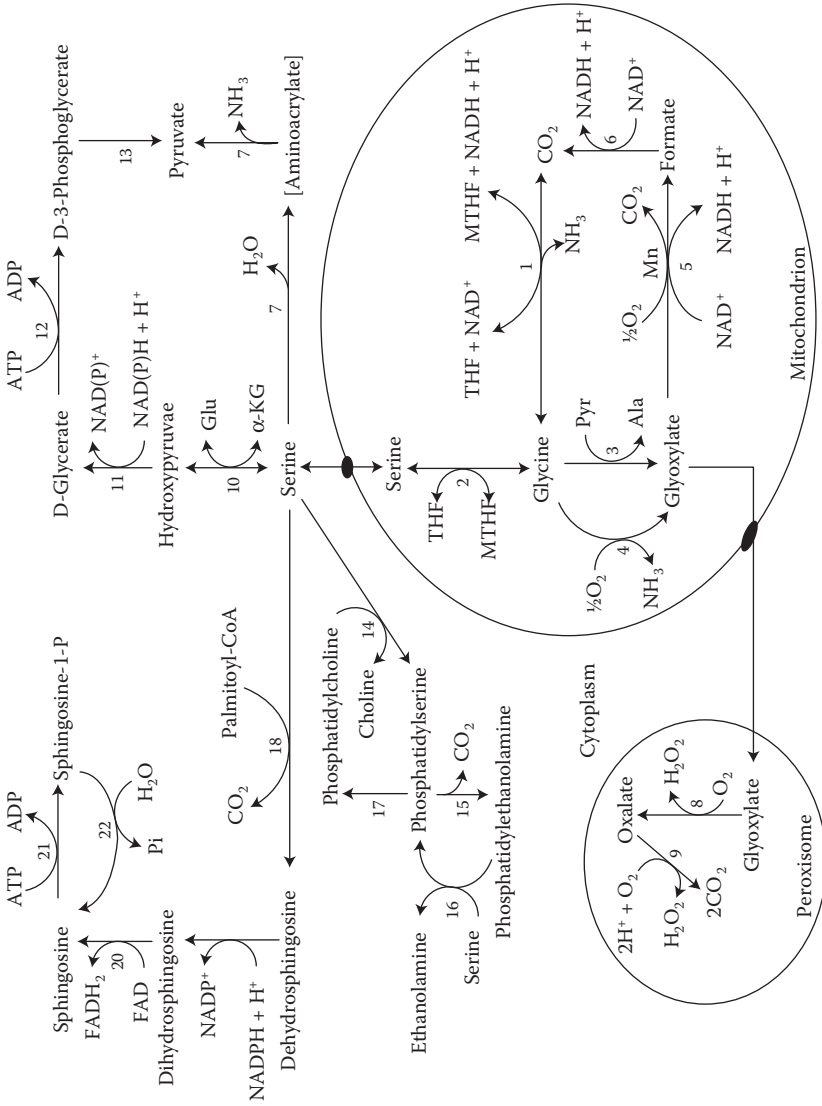 ATP
ADP
21
Sphingosine
Sphingosine-1-P
22
H₂O
Pi
FADH₂
20
FAD
Dihydrosphingosine
NADP⁺
NADPH + H⁺
Dehydrosphingosine
CO₂
18
Palmitoyl-CoA
ATP
ADP
12
D-Glycerate
D-3-Phosphoglycerate
NAD(P)⁺
11
NAD(P)H + H⁺
Hydroxypyruvae
Glu
10
α-KG
Serine
13
Pyruvate
NH₃
7
H₂O
7
[Aminoacrylate]
Phosphatidylcholine
14
Choline
17
Ethanolamine
Phosphatidylserine
16
15
CO₂
Serine
Phosphatidylethanolamine
Serine
THF
2
MTHF
Glycine
THF + NAD⁺
MTHF + NADH + H⁺
1
NH₃
CO₂
NADH + H⁺
6
NAD⁺
½O₂
4
NH₃
Pyr
3
Ala
Glyoxylate
½O₂
Mn
CO₂
Formate
5
NAD⁺
NADH + H⁺
Mitochondrion
Cytoplasm
Oxalate
H₂O₂
2H⁺ + O₂
9
8
O₂
H₂O₂
2CO₂
Glyoxylate
Peroxisome